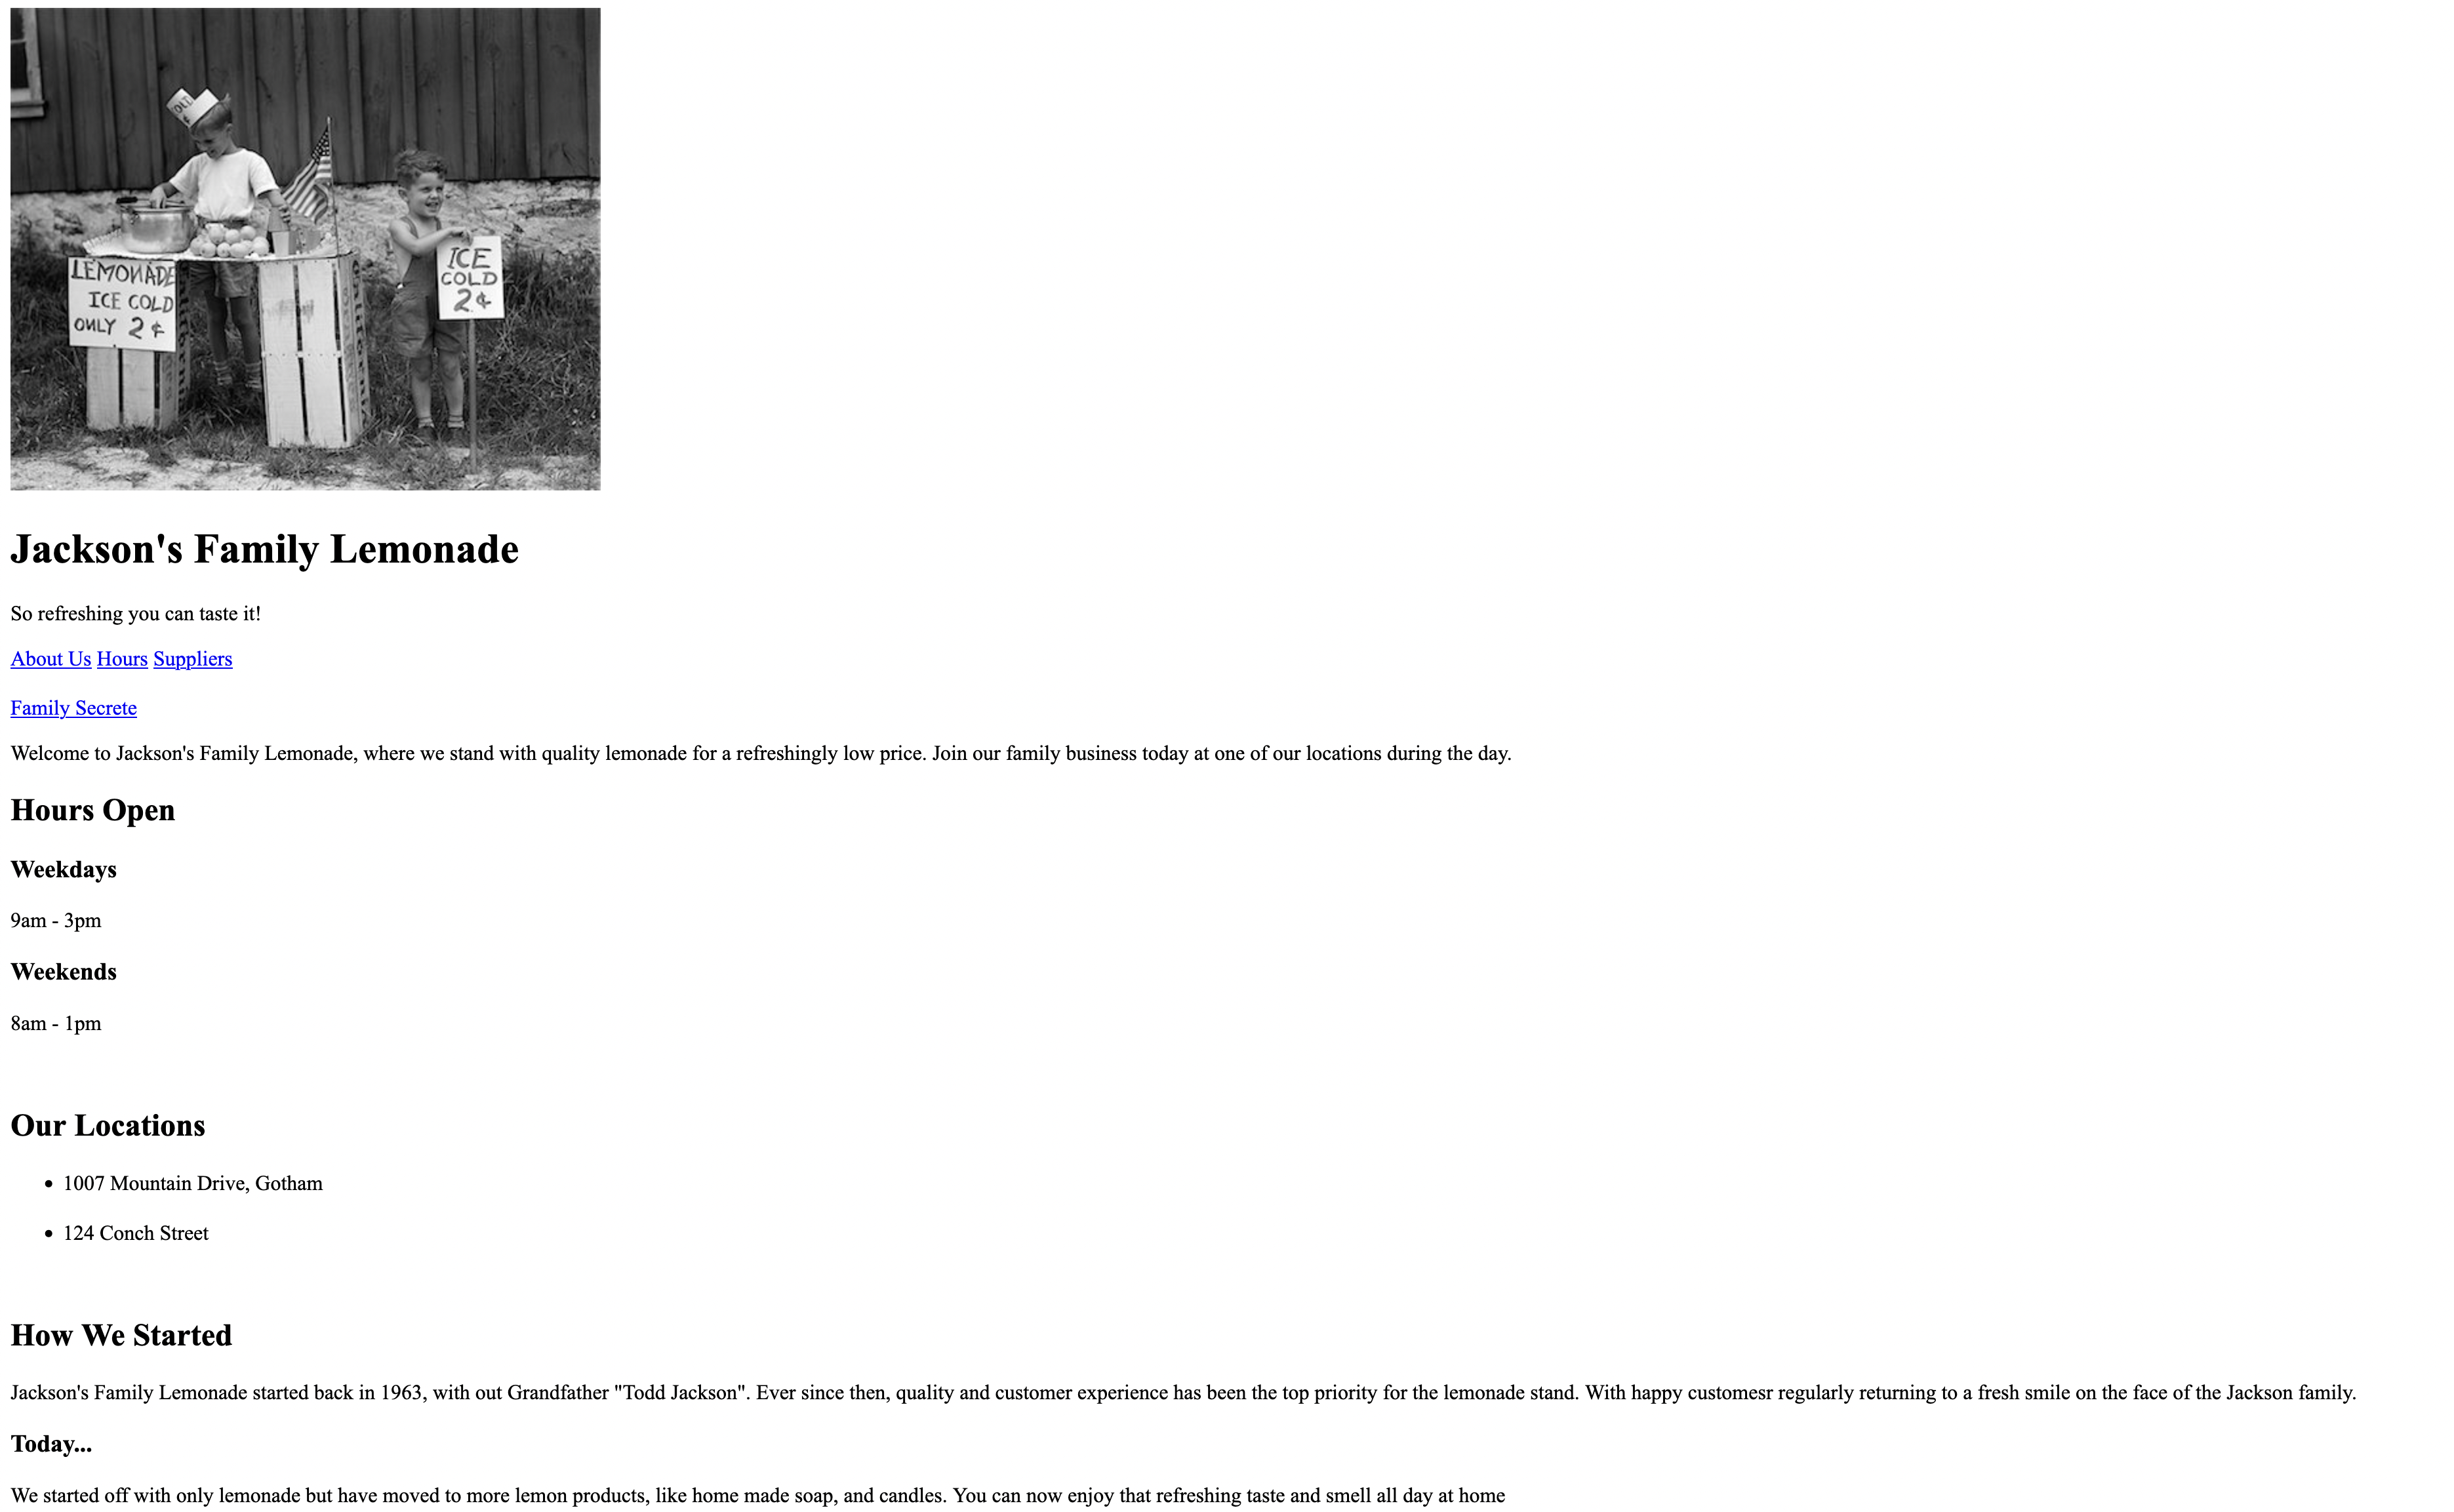 OLD
¢
LEMONADE
ICE COLD
ONLY 2¢
ICE
COLD
2¢
Jackson's Family Lemonade
So refreshing you can taste it!
About Us Hours Suppliers
Family Secrete
Welcome to Jackson's Family Lemonade, where we stand with quality lemonade for a refreshingly low price. Join our family business today at one of our locations during the day.
Hours Open
Weekdays
9am - 3pm
Weekends
8am - 1pm
Our Locations
• 1007 Mountain Drive, Gotham
• 124 Conch Street
How We Started
Jackson's Family Lemonade started back in 1963, with out Grandfather "Todd Jackson". Ever since then, quality and customer experience has been the top priority for the lemonade stand. With happy customesr regularly returning to a fresh smile on the face of the Jackson family.
Today...
We started off with only lemonade but have moved to more lemon products, like home made soap, and candles. You can now enjoy that refreshing taste and smell all day at home